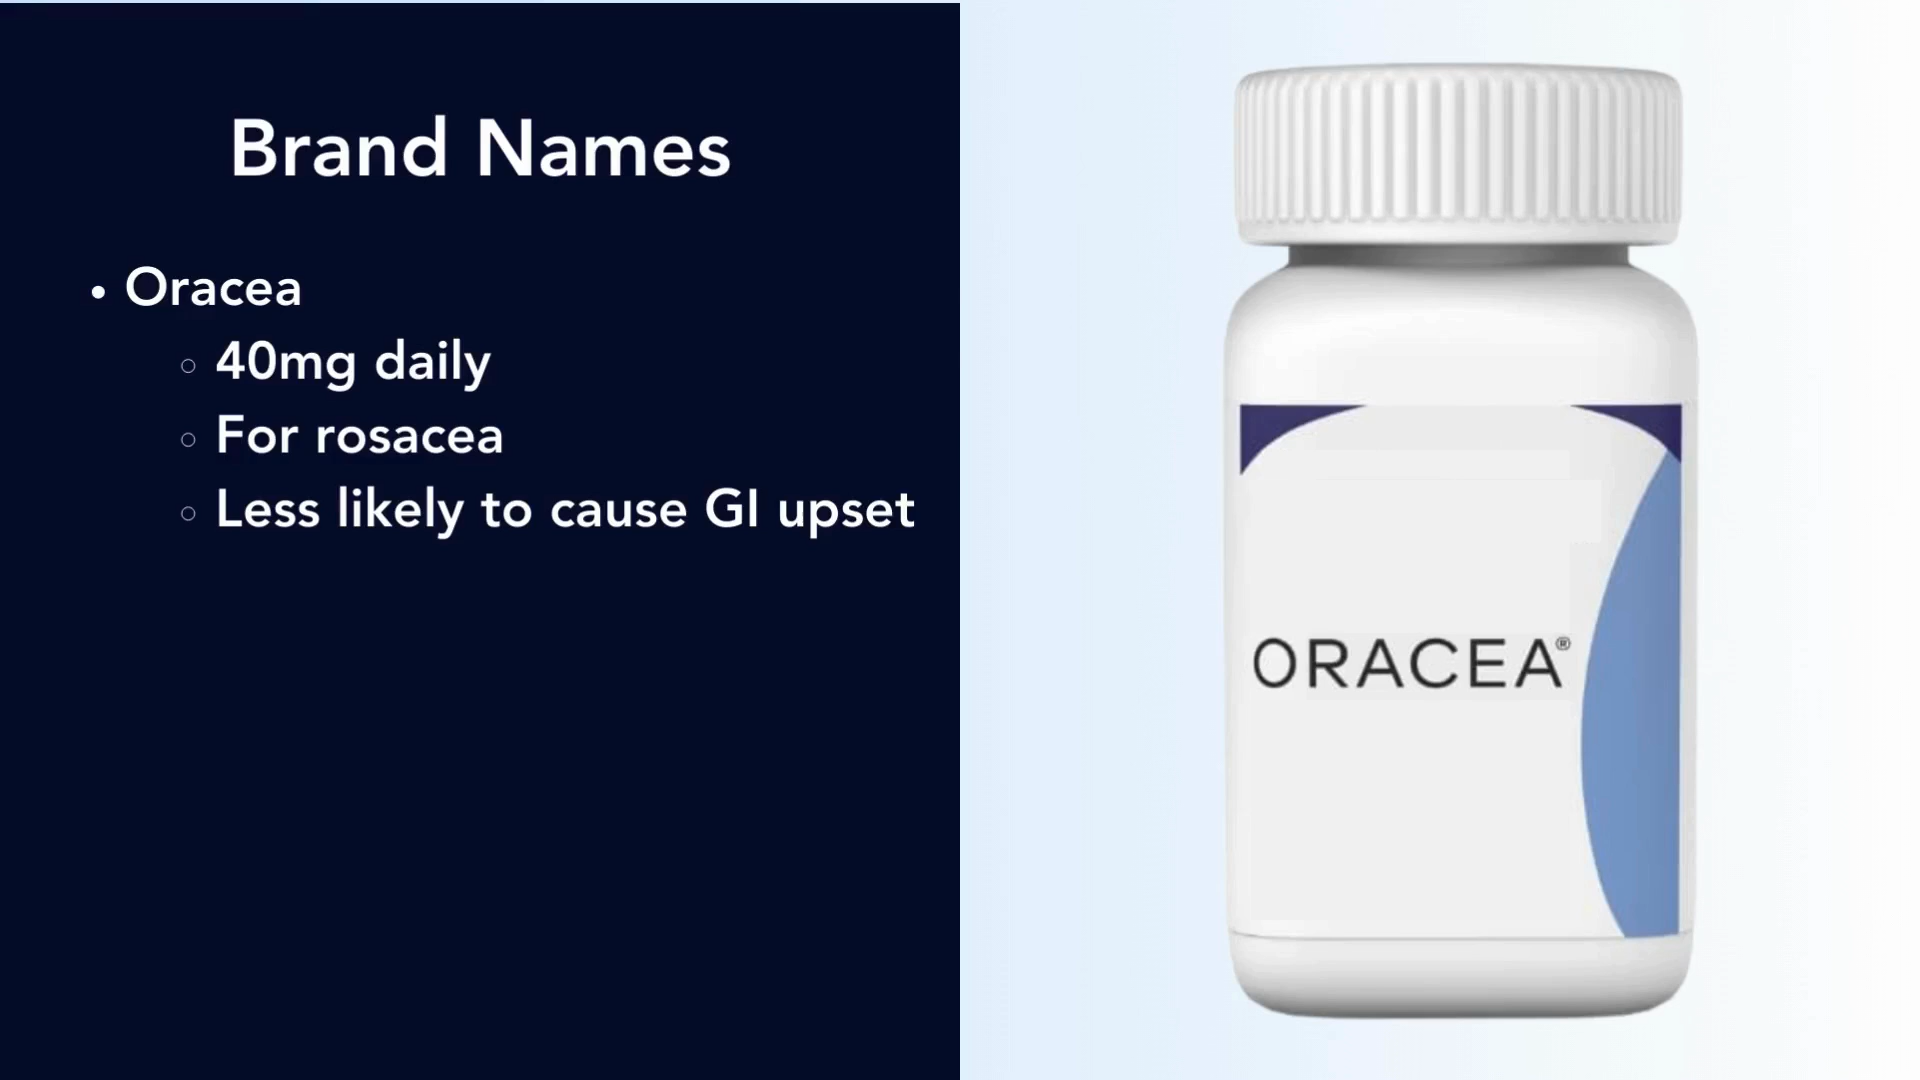 Brand Names
• Oracea
○ 40mg daily
○ For rosacea
○ Less likely to cause GI upset
ORACEA®